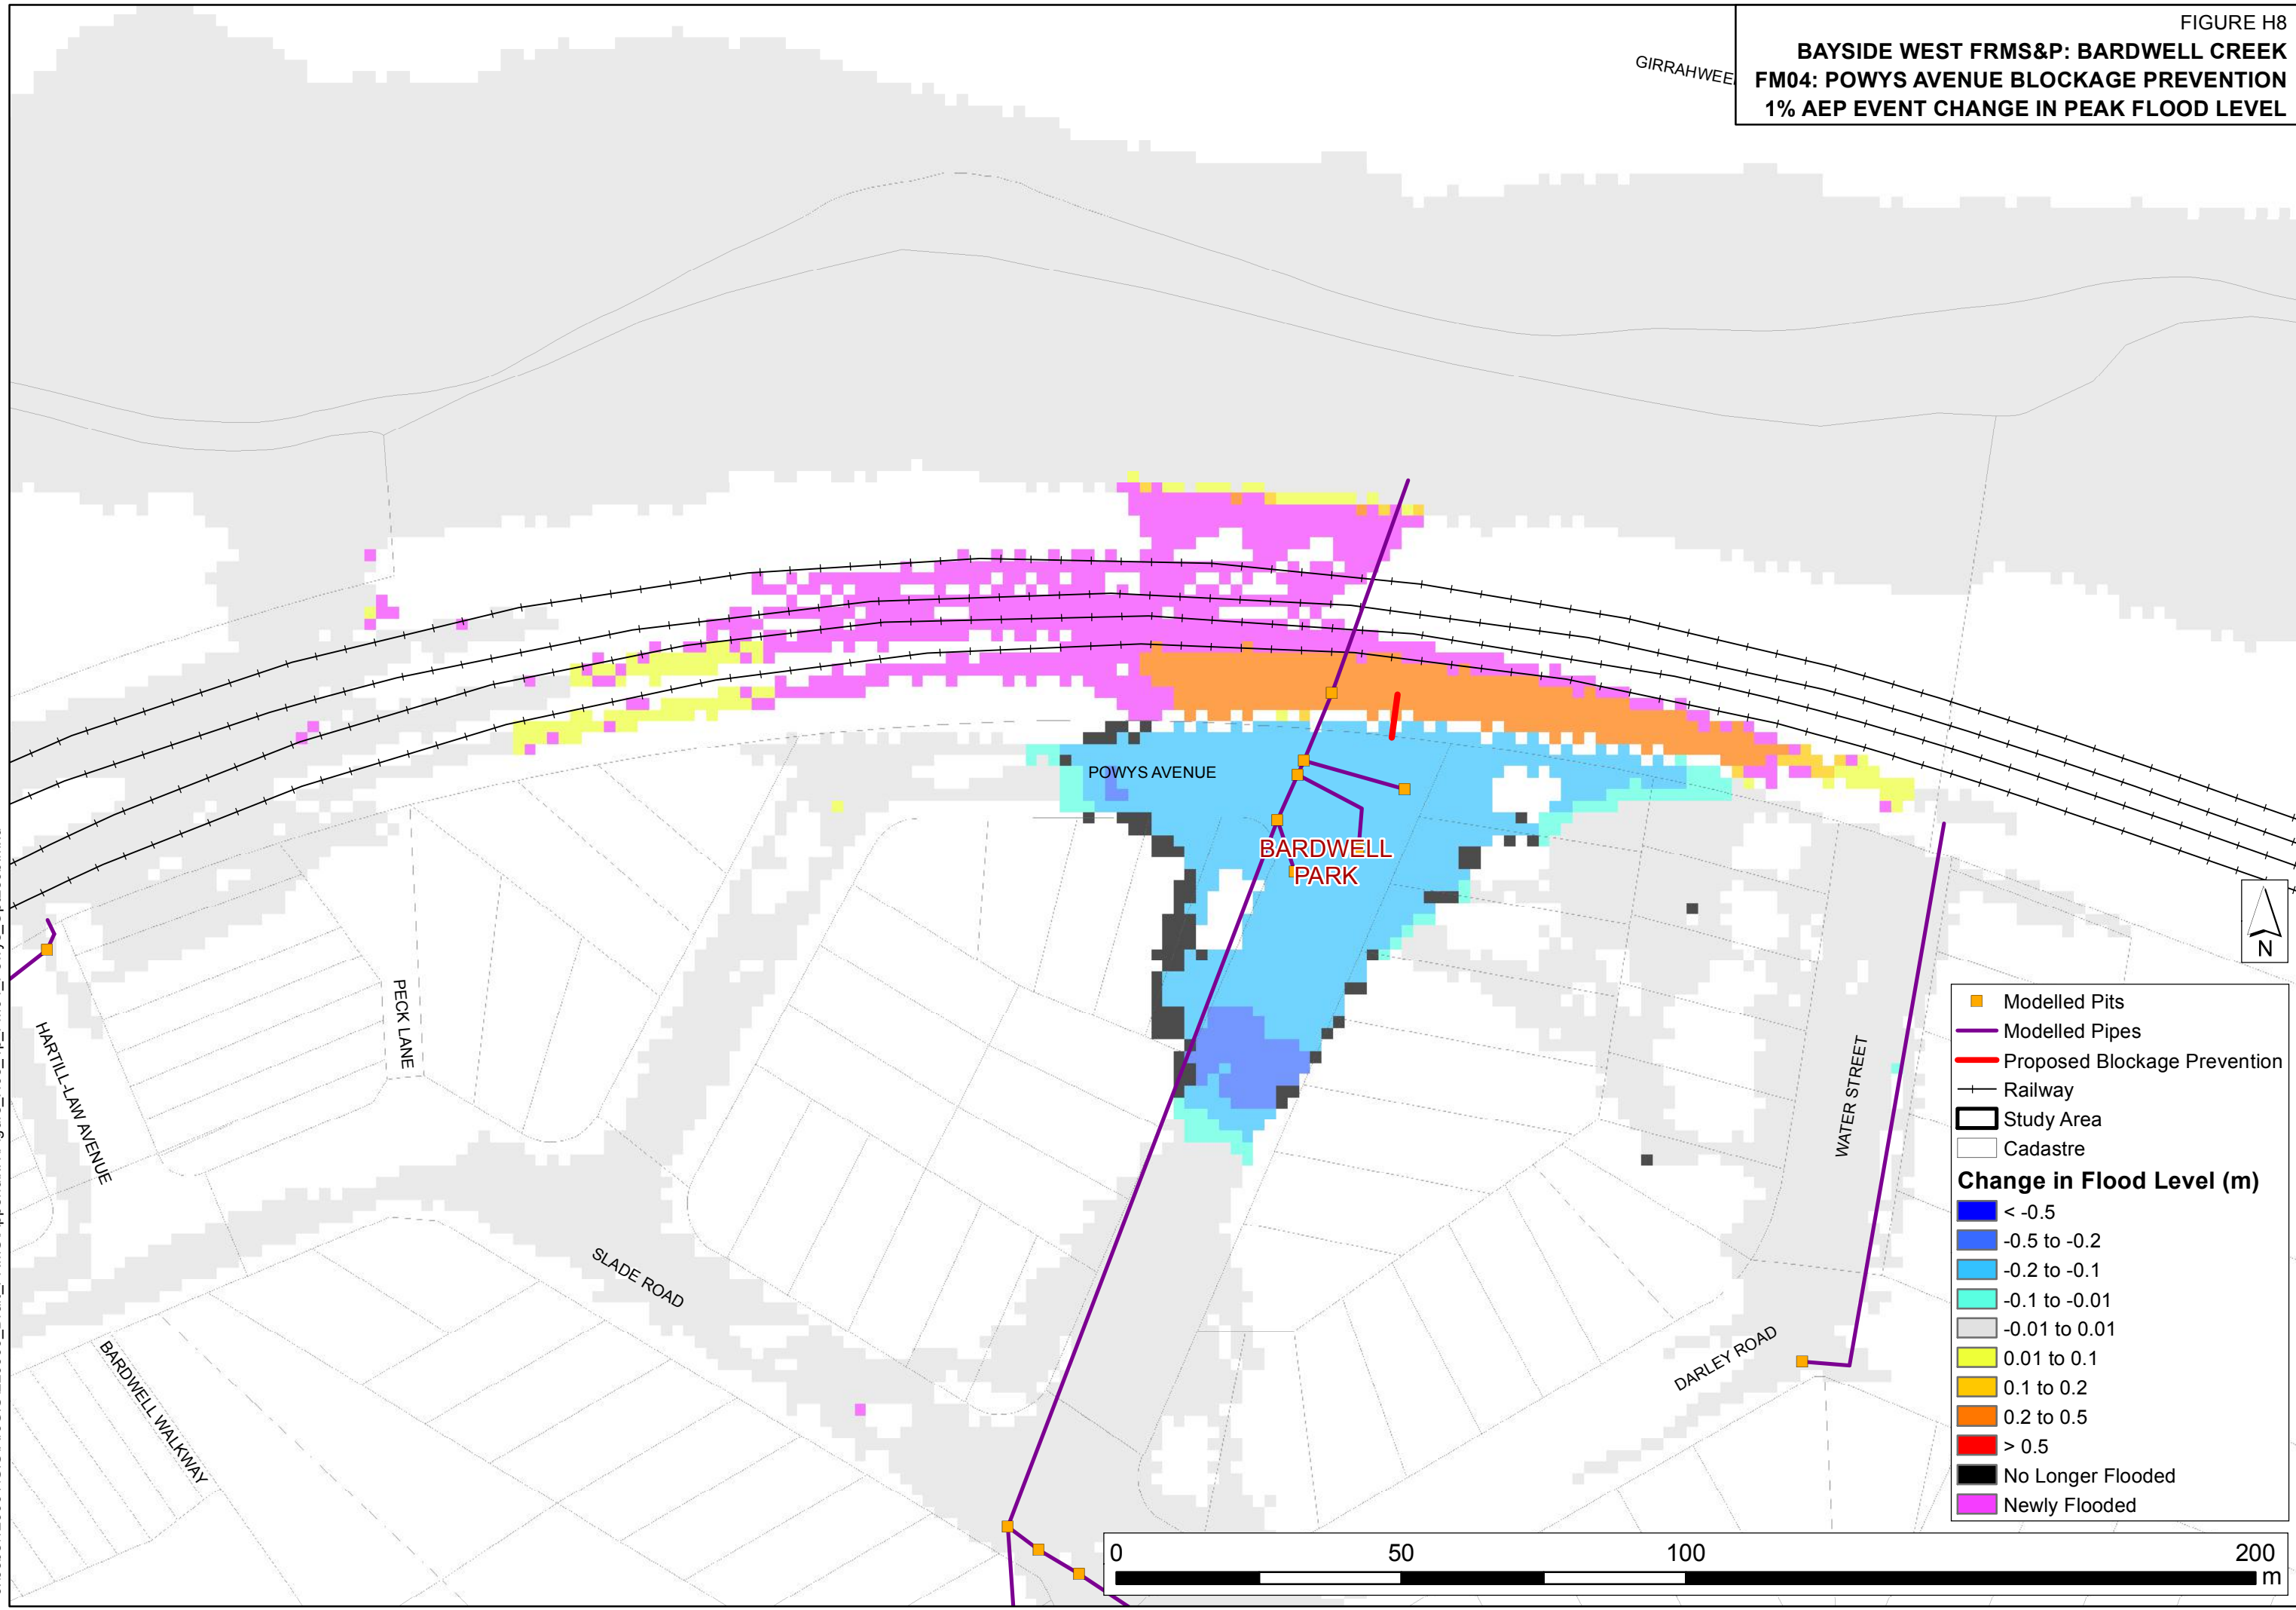 FIGURE H8
BAYSIDE WEST FRMS&P: BARDWELL CREEK
FM04: POWYS AVENUE BLOCKAGE PREVENTION
1% AEP EVENT CHANGE IN PEAK FLOOD LEVEL
POWYS AVENUE
BARDWELL
PARK
PECK LANE
HARTILL-LAW AVENUE
WATER STREET
SLADE ROAD
DARLEY ROAD
BARDWELL WALKWAY
N
Modelled Pits
Modelled Pipes
Proposed Blockage Prevention
Railway
Study Area
Cadastre
Change in Flood Level (m)
< -0.5
-0.5 to -0.2
-0.2 to -0.1
-0.1 to -0.01
-0.01 to 0.01
0.01 to 0.1
0.1 to 0.2
0.2 to 0.5
> 0.5
No Longer Flooded
Newly Flooded
0 50 100 200
m